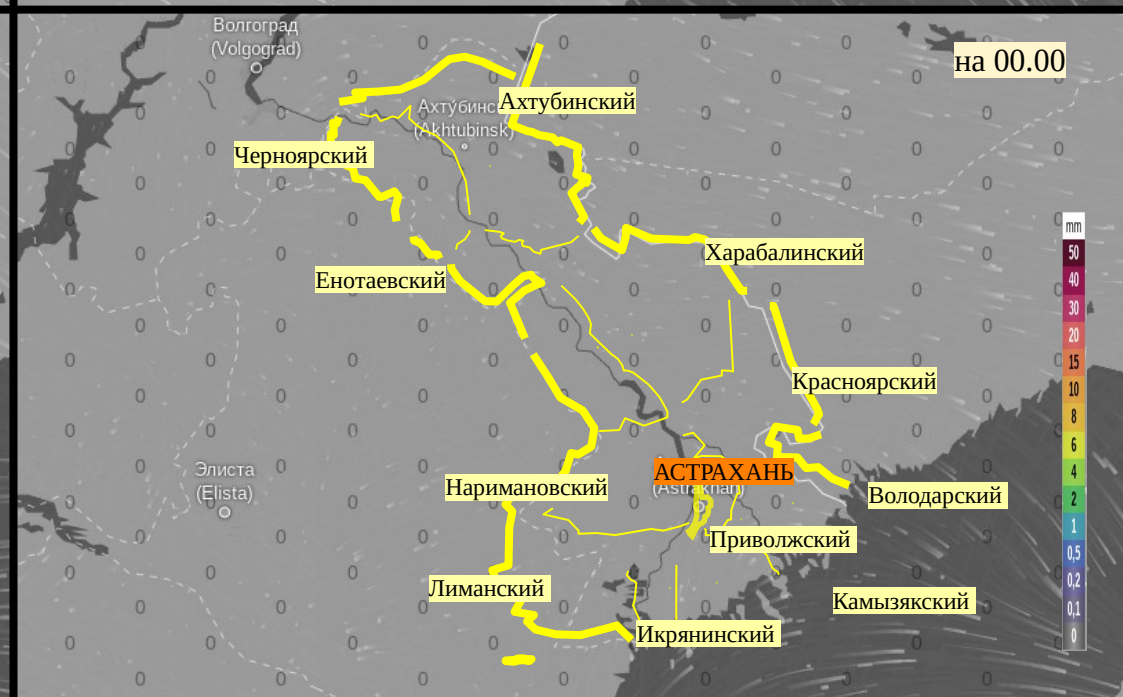 Волгоград
(Volgograd)
на 00.00
Ахтубинский
(Akhtubinsk)
Черноярский
mm
50
40
30
20
15
10
8
6
4
2
1
0,5
0,2
0,1
0
Харабалинский
Енотаевский
Красноярский
Элиста
(Elista)
АСТРАХАНЬ
(Astrakhan)
Наримановский
Володарский
Приволжский
Лиманский
Камызякский
Икрянинский